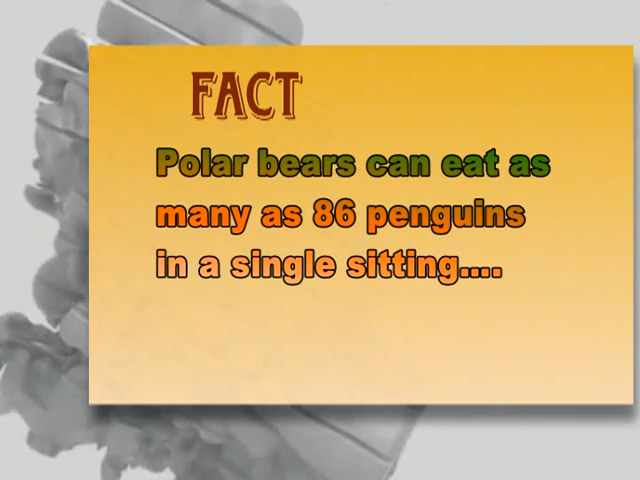 FACT
Polar bears can eat as
many as 86 penguins
in a single sitting....